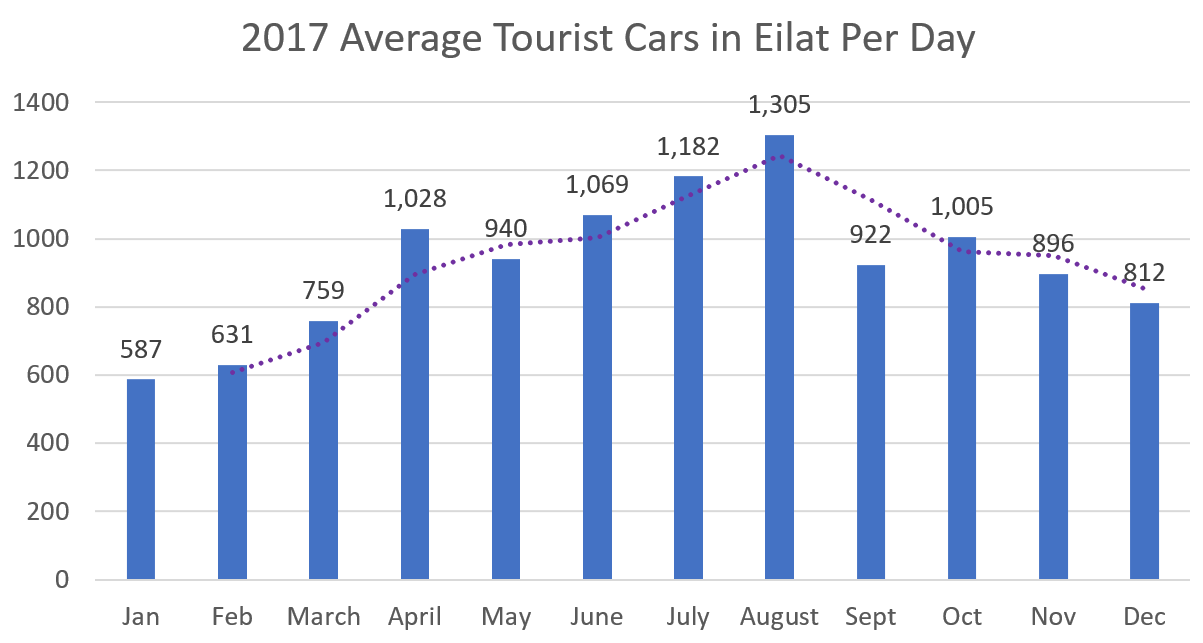 2017 Average Tourist Cars in Eilat Per Day
1400
1200
1000
800
600
400
200
0
587
631
759
1,028
940
1,069
1,182
1,305
922
1,005
896
812
Jan
Feb
March
April
May
June
July
August
Sept
Oct
Nov
Dec